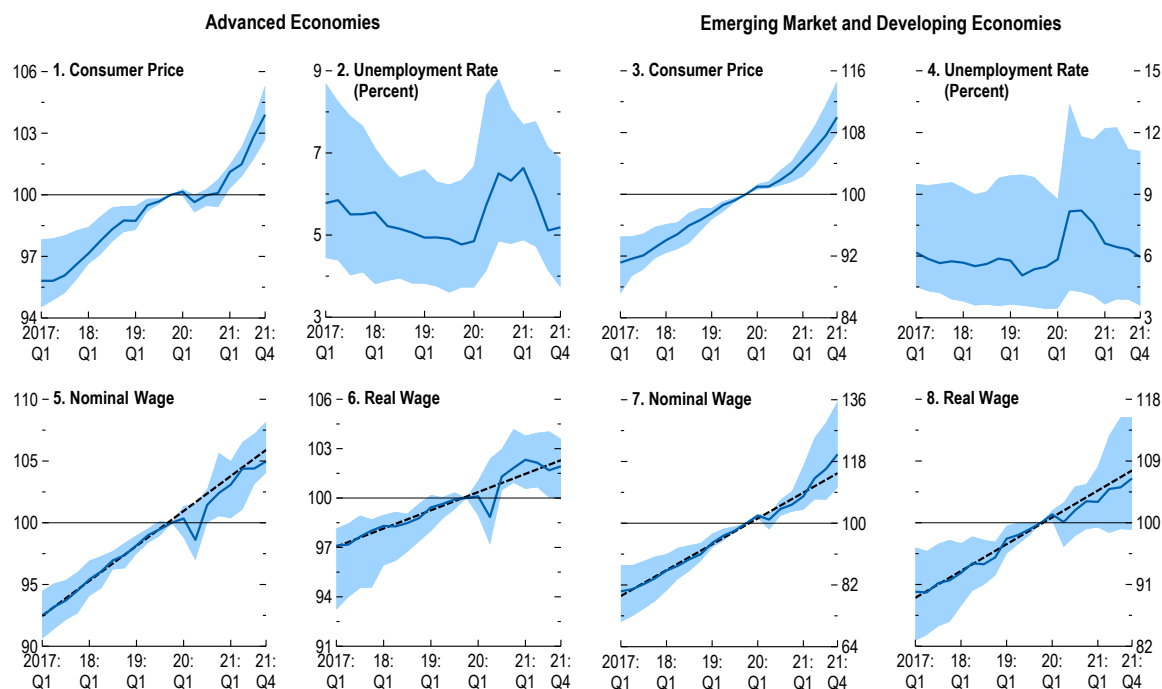 Advanced Economies
Emerging Market and Developing Economies
1. Consumer Price
106
103
100
97
94
2017:
Q1
18:
Q1
19:
Q1
20:
Q1
21:
Q1
21:
Q4
2. Unemployment Rate
(Percent)
9
7
5
3
2017:
Q1
18:
Q1
19:
Q1
20:
Q1
21:
Q1
21:
Q4
3. Consumer Price
116
108
100
92
84
2017:
Q1
18:
Q1
19:
Q1
20:
Q1
21:
Q1
21:
Q4
4. Unemployment Rate
(Percent)
15
12
9
6
3
2017:
Q1
18:
Q1
19:
Q1
20:
Q1
21:
Q1
21:
Q4
5. Nominal Wage
110
105
100
95
90
2017:
Q1
18:
Q1
19:
Q1
20:
Q1
21:
Q1
21:
Q4
6. Real Wage
106
103
100
97
94
91
2017:
Q1
18:
Q1
19:
Q1
20:
Q1
21:
Q1
21:
Q4
7. Nominal Wage
136
118
100
82
64
2017:
Q1
18:
Q1
19:
Q1
20:
Q1
21:
Q1
21:
Q4
8. Real Wage
118
109
100
91
82
2017:
Q1
18:
Q1
19:
Q1
20:
Q1
21:
Q1
21:
Q4